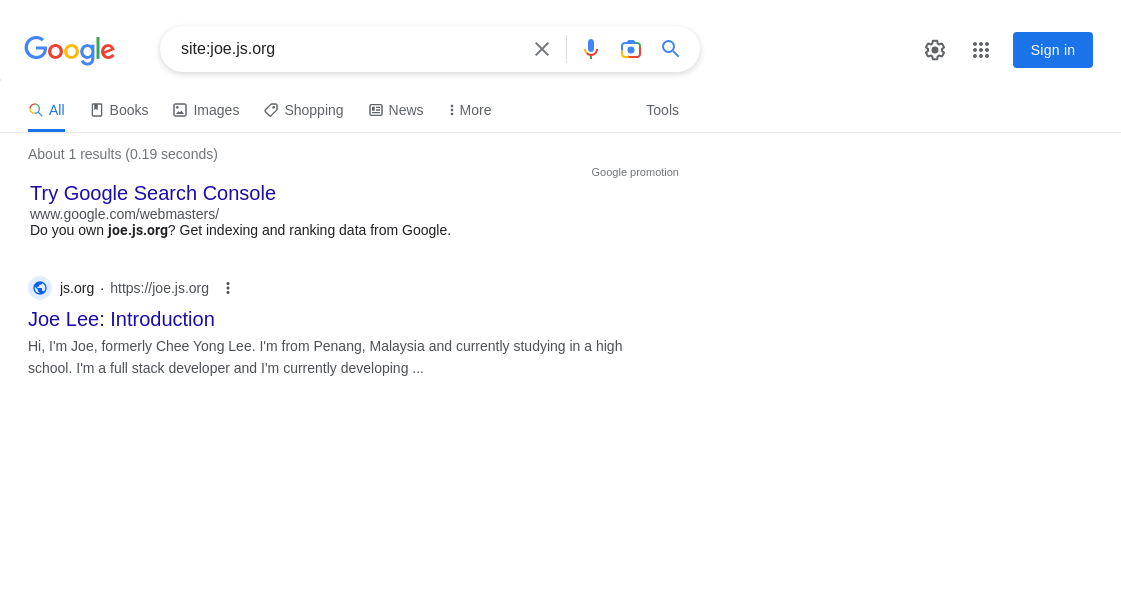 Google
site:joe.js.org
Sign in
All
Books
Images
Shopping
News
More
Tools
About 1 results (0.19 seconds)
Google promotion
Try Google Search Console
www.google.com/webmasters/
Do you own joe.js.org? Get indexing and ranking data from Google.
js.org · https://joe.js.org
Joe Lee: Introduction
Hi, I'm Joe, formerly Chee Yong Lee. I'm from Penang, Malaysia and currently studying in a high
school. I'm a full stack developer and I'm currently developing ...